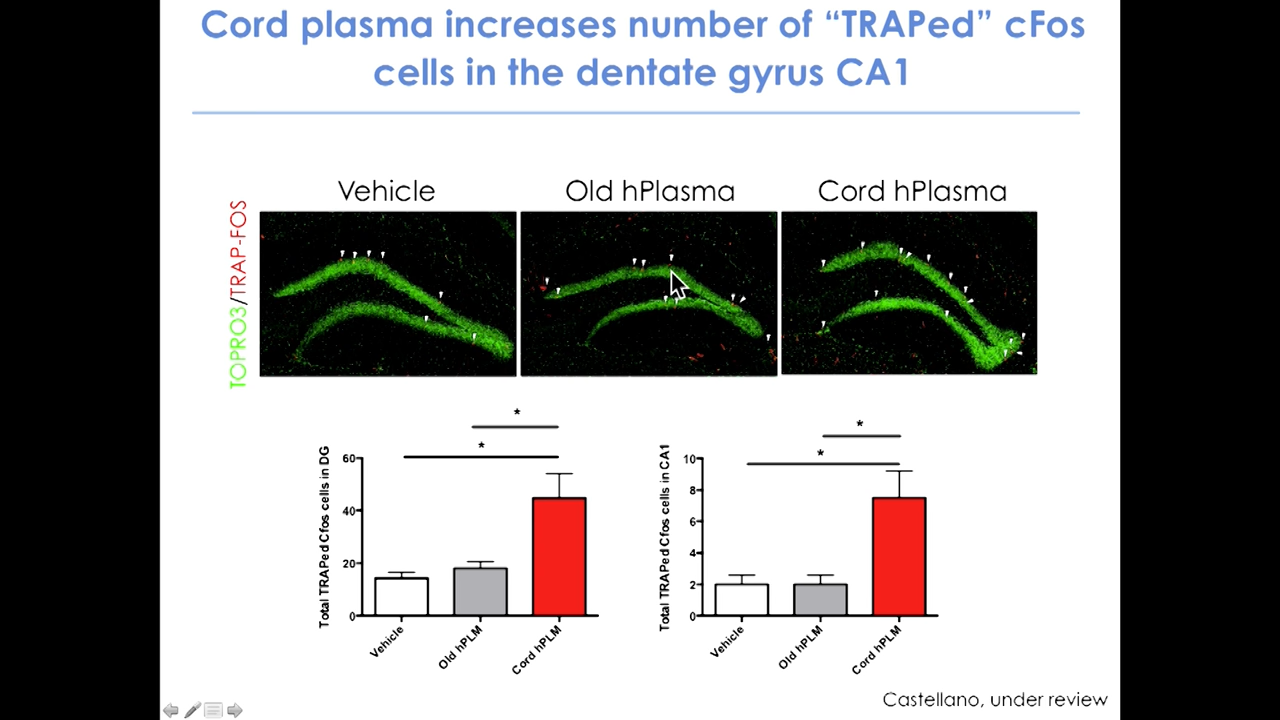 Cord plasma increases number of “TRAPed” cFos
cells in the dentate gyrus CA1
Vehicle
Old hPlasma
Cord hPlasma
TOPRO3/TRAP-FOS
Total TRAPed Cfos cells in DG
60
40
20
0
*
*
Vehicle
Old hPLM
Cord hPLM
Total TRAPed Cfos cells in CA1
10
8
6
4
2
0
*
*
Vehicle
Old hPLM
Cord hPLM
Castellano, under review